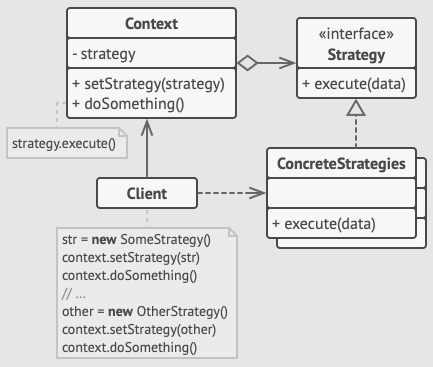 Context
- strategy
+ setStrategy(strategy)
+ doSomething()
«interface»
Strategy
+ execute(data)
strategy.execute()
Client
ConcreteStrategies
+ execute(data)
str = new SomeStrategy()
context.setStrategy(str)
context.doSomething()
// ...
other = new OtherStrategy()
context.setStrategy(other)
context.doSomething()